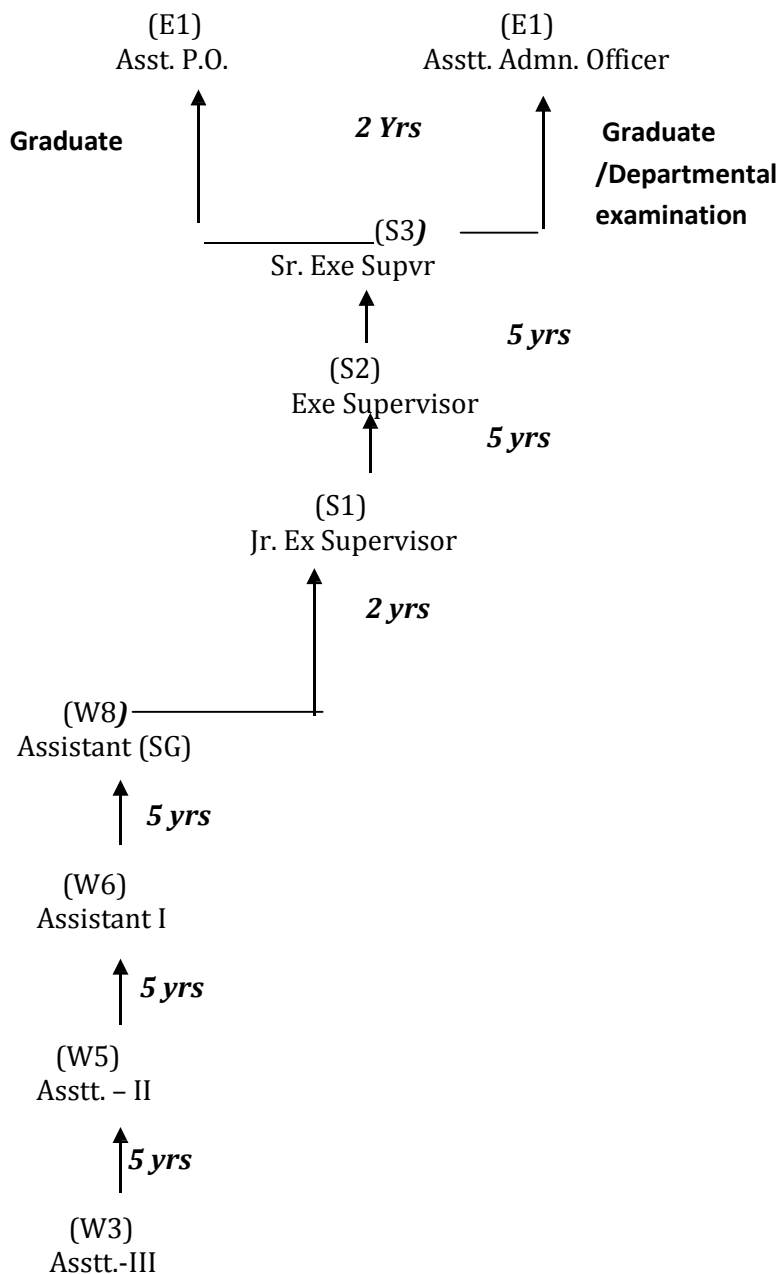 (E1) (E1)
Asst. P.O. Asstt. Admn. Officer
Graduate
2 Yrs
Graduate
/Departmental
examination
(S3)
Sr. Exe Supvr
5 yrs
(S2)
Exe Supervisor
5 yrs
(S1)
Jr. Ex Supervisor
2 yrs
(W8)
Assistant (SG)
5 yrs
(W6)
Assistant I
5 yrs
(W5)
Asstt. – II
5 yrs
(W3)
Asstt.-III